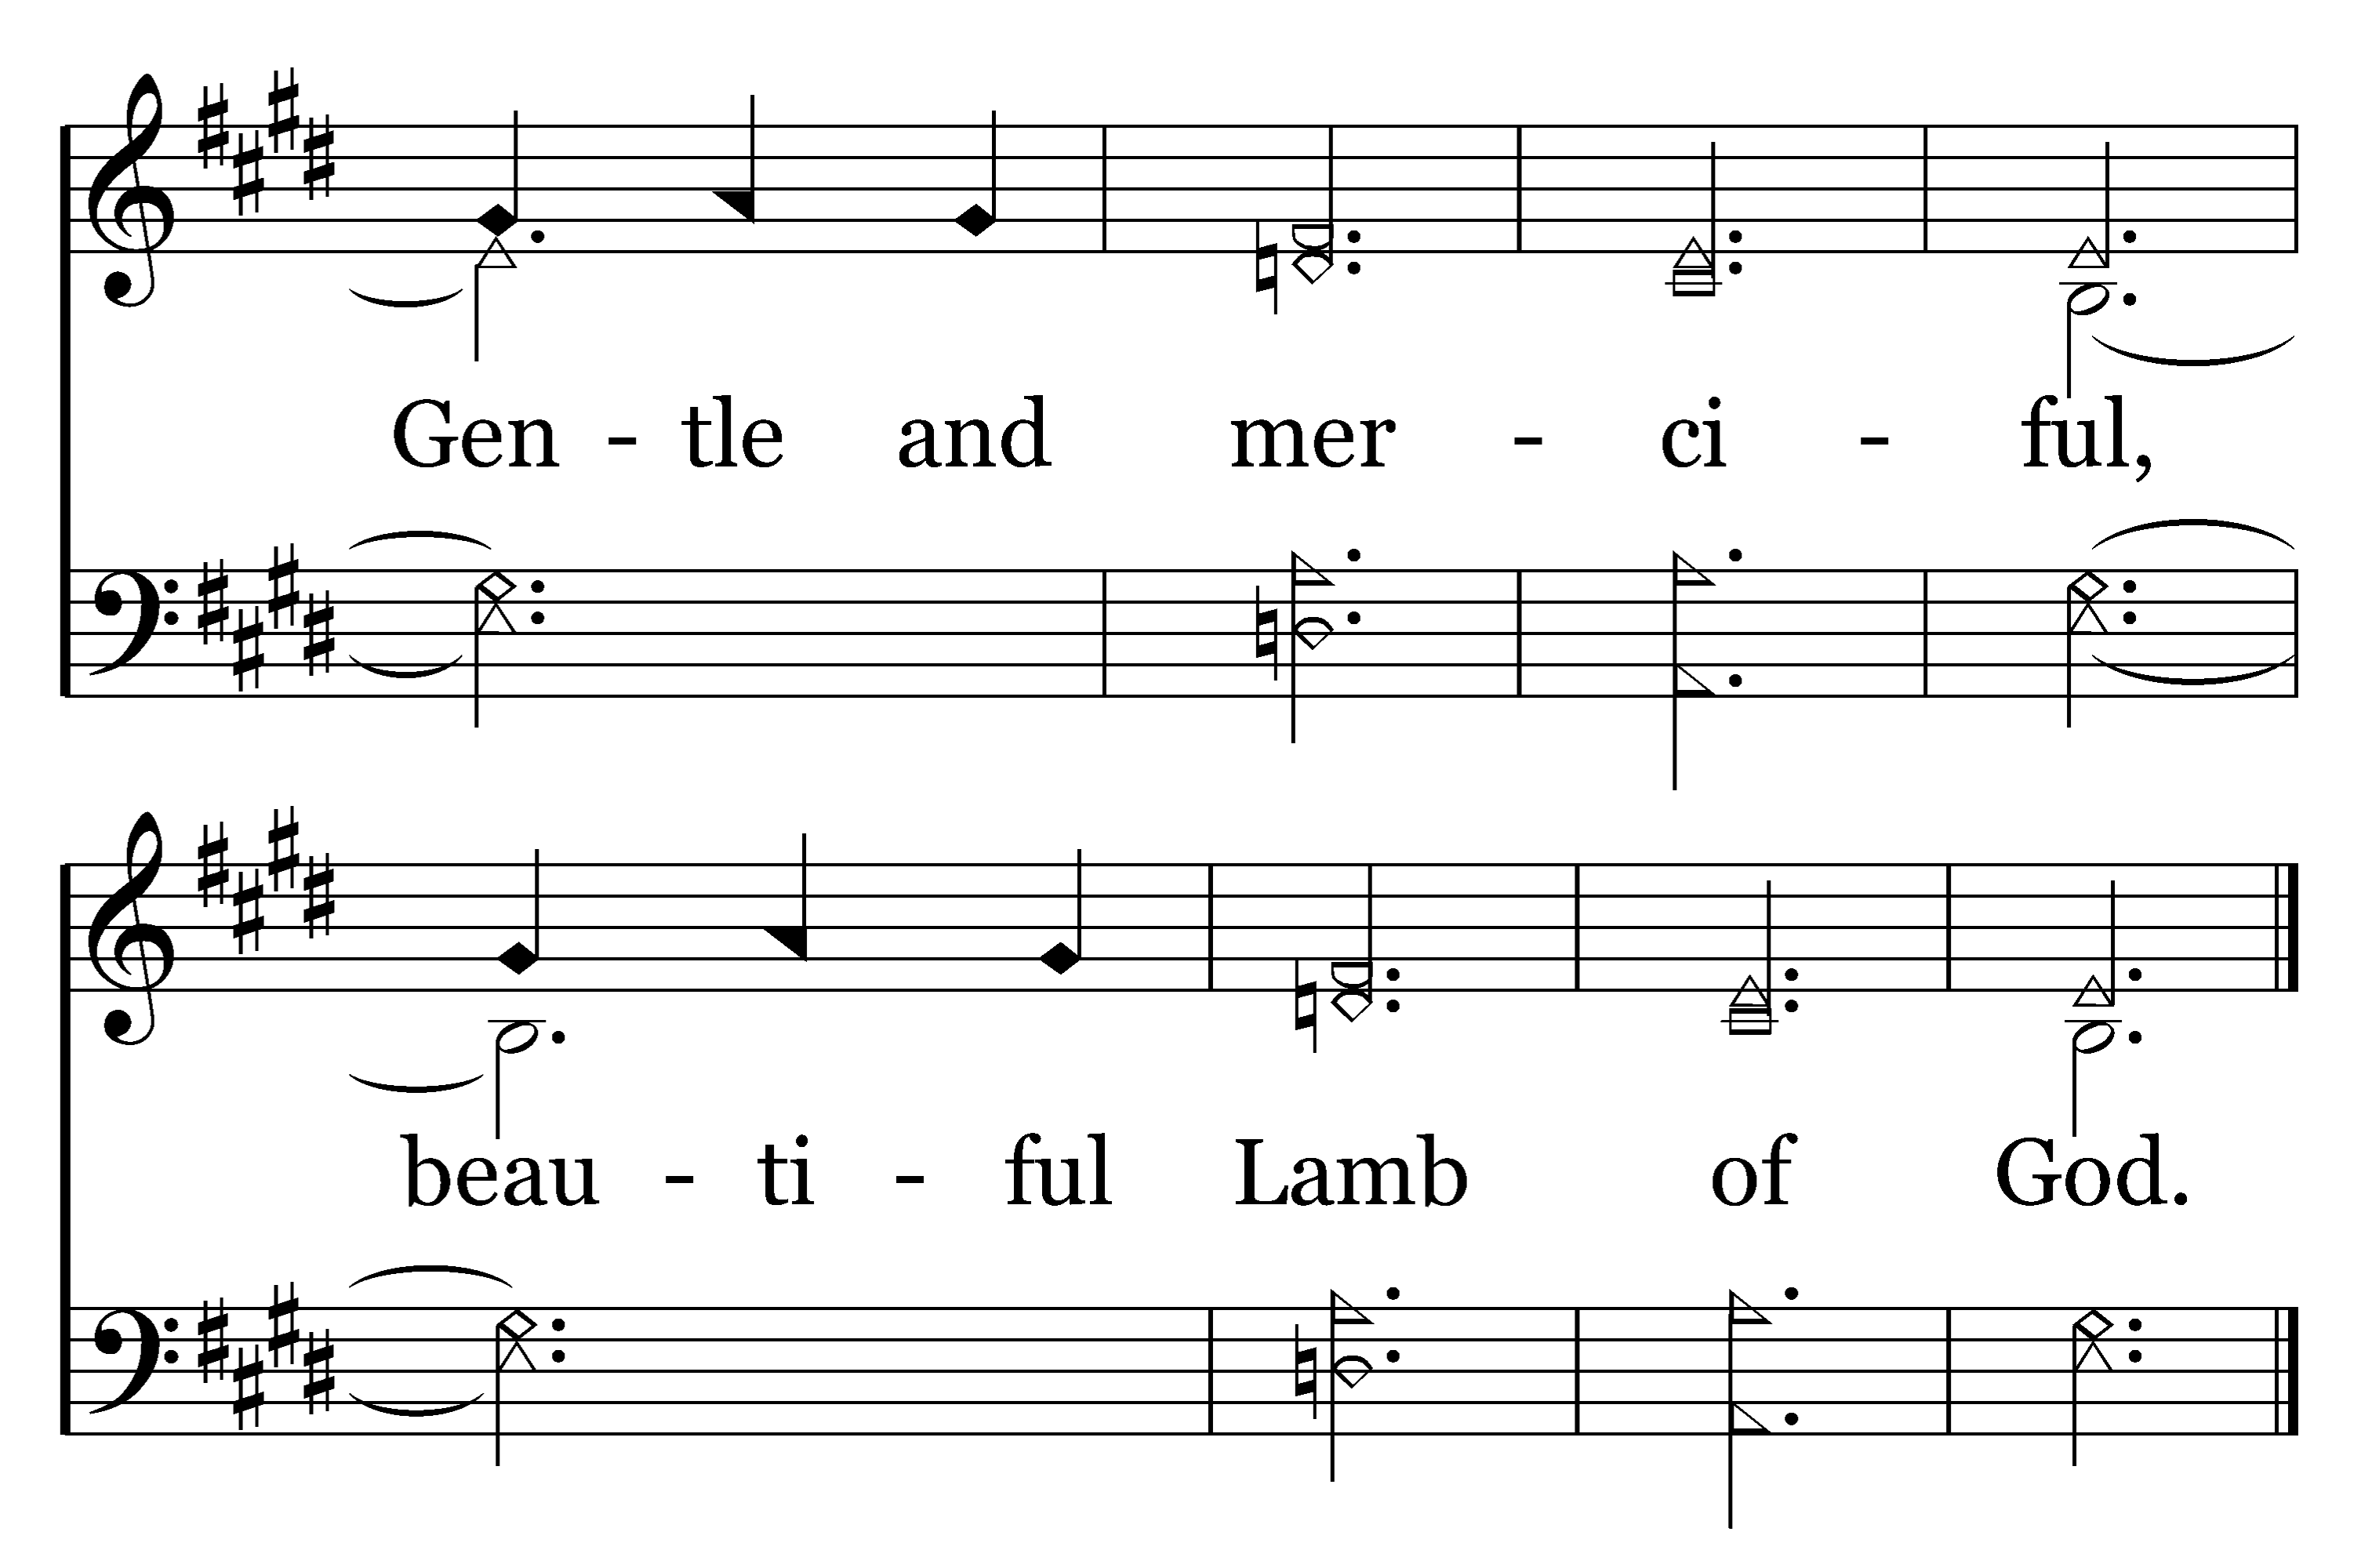 Gen - tle and mer - ci - ful,
beau - ti - ful Lamb of God.